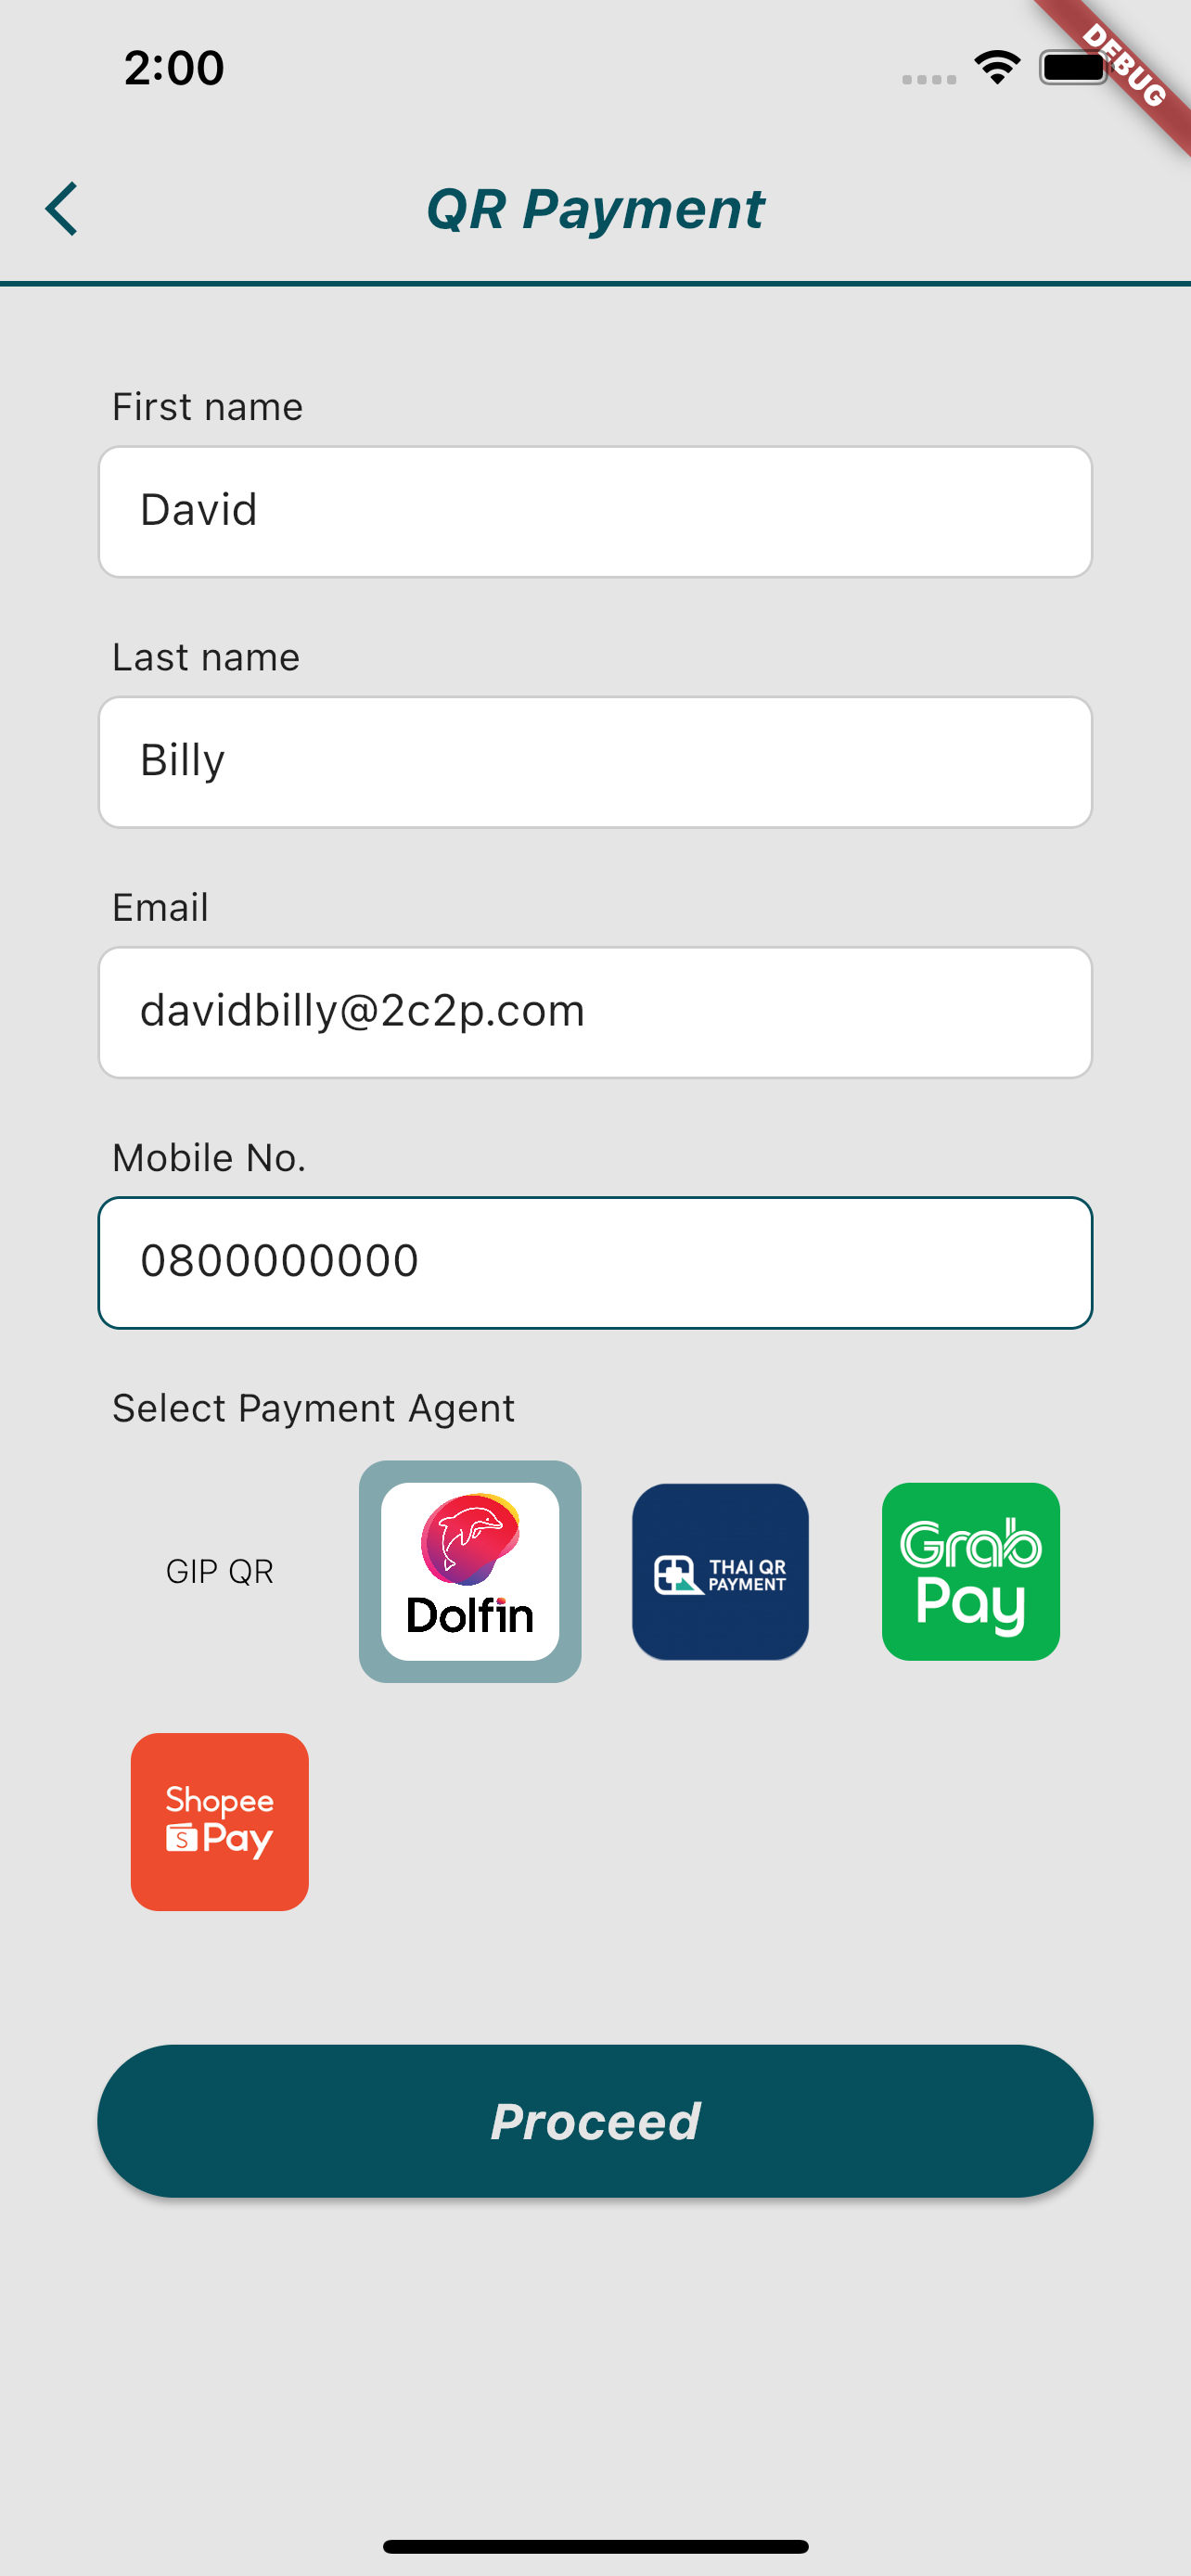 2:00
DEBUG
QR Payment
First name
David
Last name
Billy
Email
davidbilly@2c2p.com
Mobile No.
0800000000
Select Payment Agent
GIP QR
Dolfin
THAI QR
PAYMENT
Grab
Pay
Shopee
S Pay
Proceed